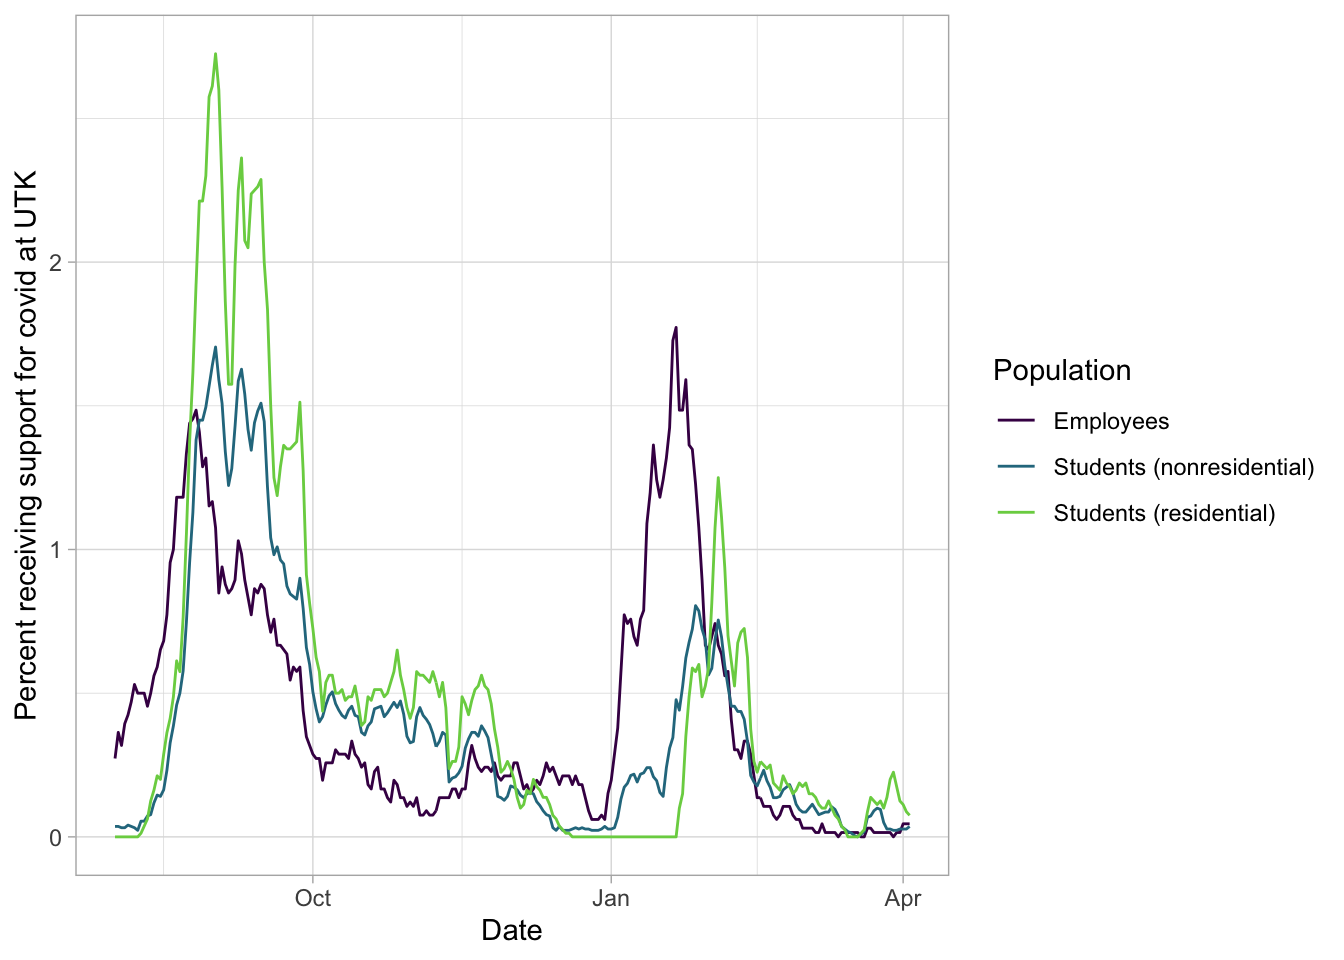 Percent receiving support for covid at UTK
2
1
0
Oct
Jan
Apr
Date
Population
Employees
Students (nonresidential)
Students (residential)